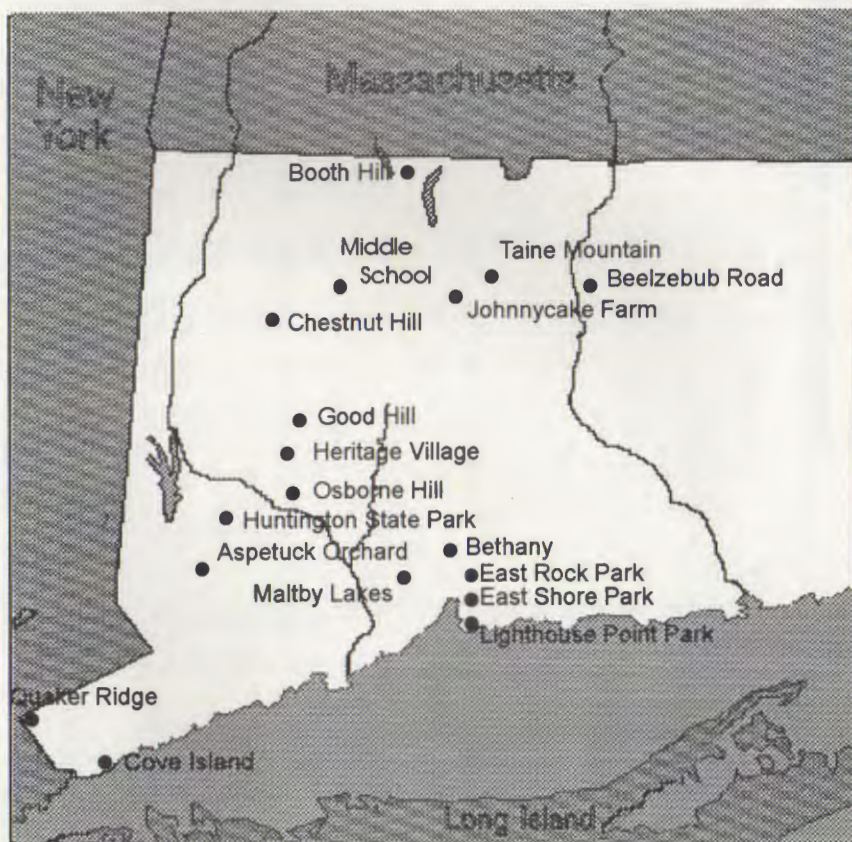 New
York
Massachusetts
Booth Hill
Middle
School
Taine Mountain
Beelzebub Road
Johnnycake Farm
Chestnut Hill
Good Hill
Heritage Village
Osborne Hill
Huntington State Park
Aspetuck Orchard
Bethany
Maltby Lakes
East Rock Park
East Shore Park
Lighthouse Point Park
Quaker Ridge
Cove Island
Long Island